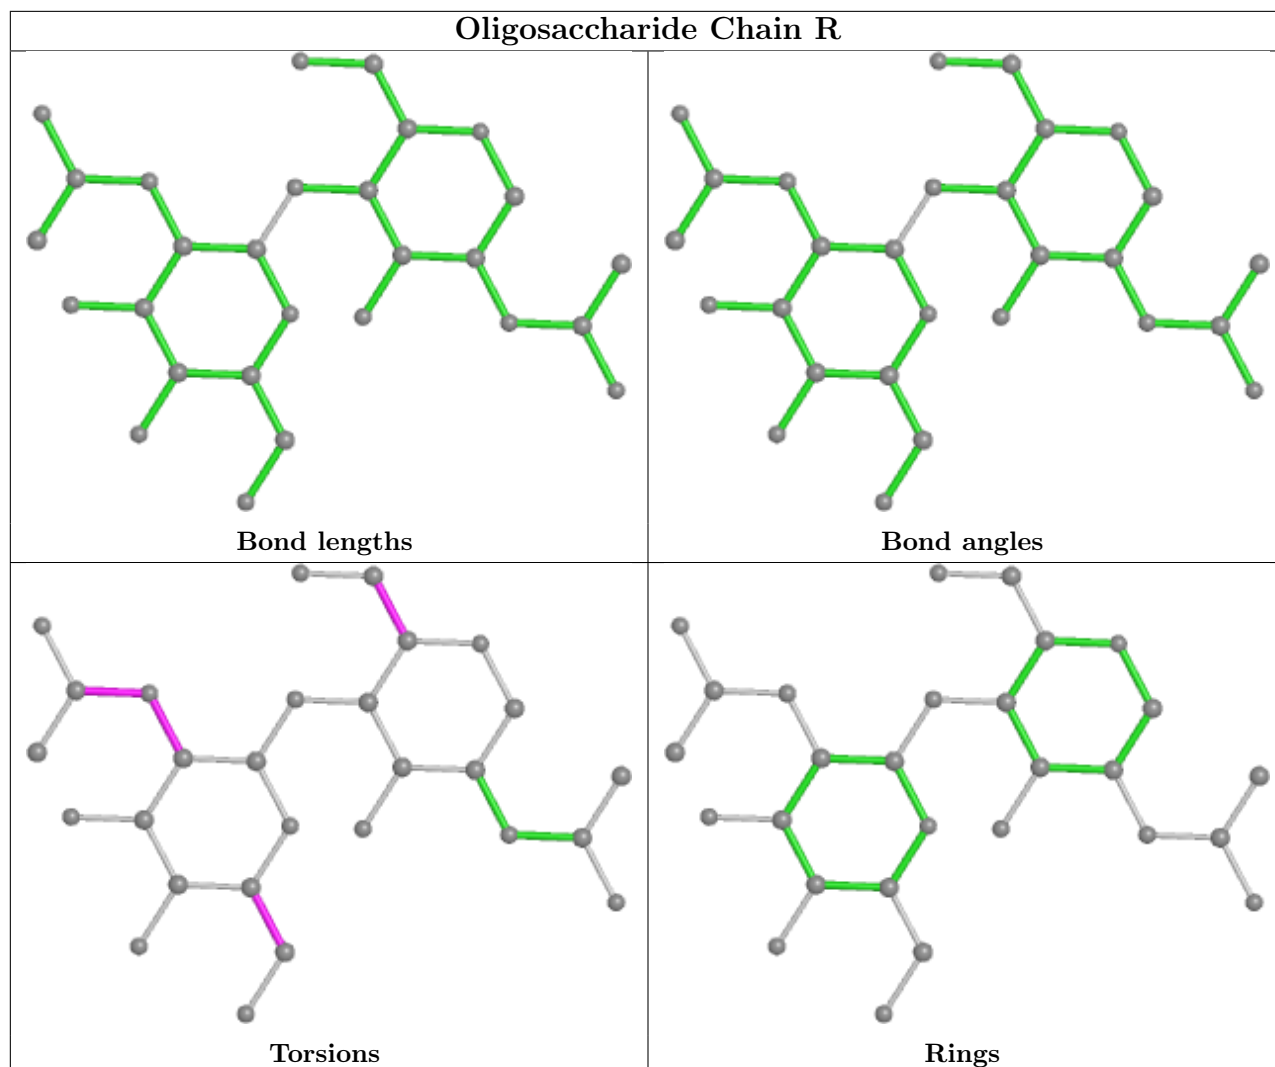 Oligosaccharide Chain R
Bond lengths
Bond angles
Torsions
Rings